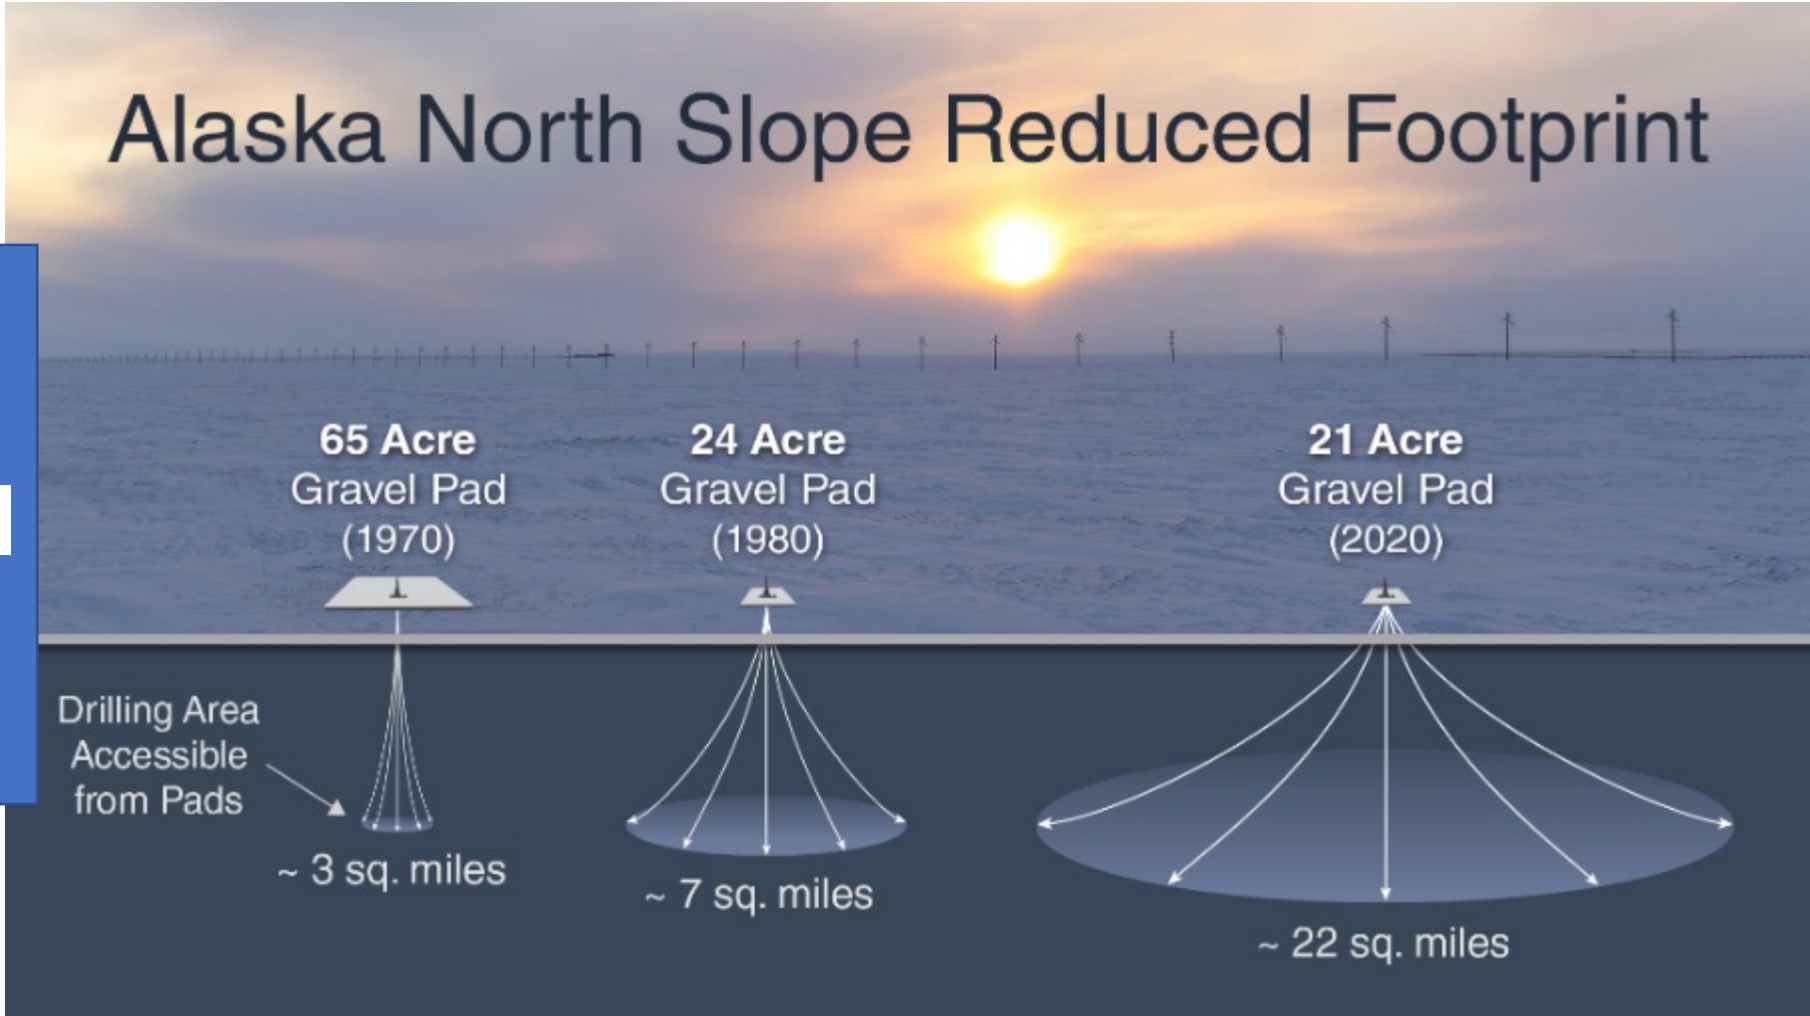 Alaska North Slope Reduced Footprint
65 Acre
Gravel Pad
(1970)
24 Acre
Gravel Pad
(1980)
21 Acre
Gravel Pad
(2020)
Drilling Area
Accessible
from Pads
~ 3 sq. miles
~ 7 sq. miles
~ 22 sq. miles